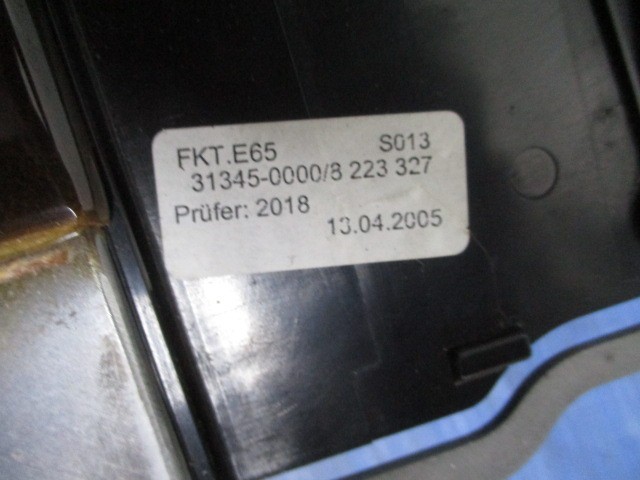 FKT.E65 S013
31345-0000/8 223 327
Prüfer: 2018
13.04.2005